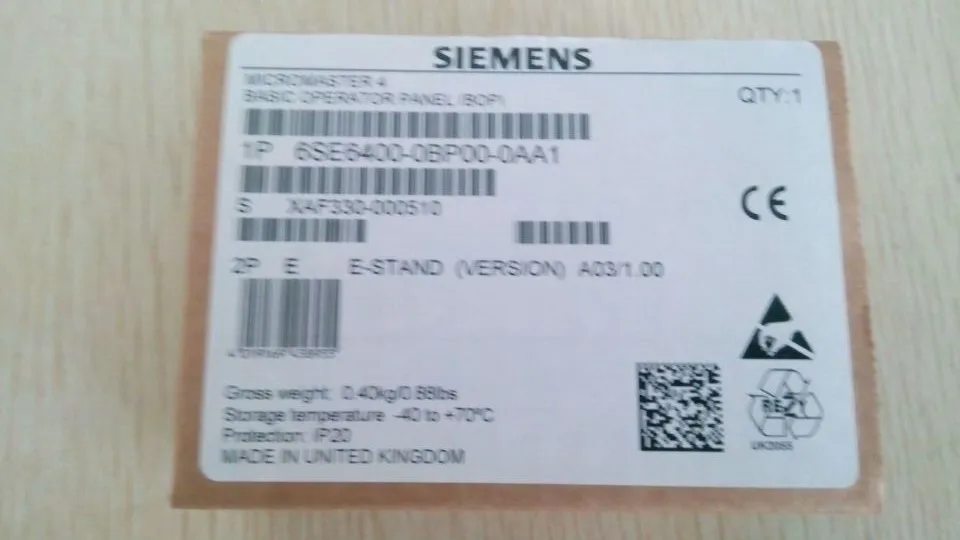 SIEMENS
MICROMASTER 4
BASIC OPERATOR PANEL (BOP)
QTY:1
1P 6SE6400-0BP00-0AA1
S XAF330-000510
CE
2P E E-STAND (VERSION) A03/1.00
Gross weight: 0.40kg/0.88lbs
Storage temperature -40 to +70°C
Protection: IP20
MADE IN UNITED KINGDOM
RESY